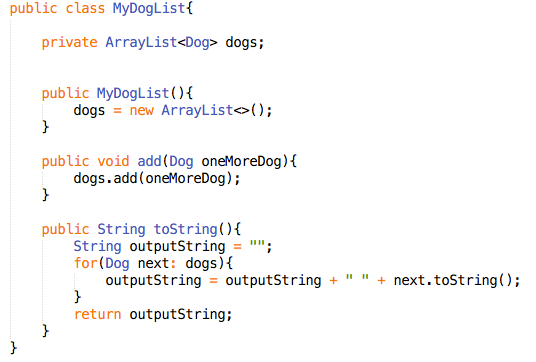 public class MyDogList{
    private ArrayList<Dog> dogs;
    public MyDogList(){
        dogs = new ArrayList<>();
    }
    public void add(Dog oneMoreDog){
        dogs.add(oneMoreDog);
    }
    public String toString(){
        String outputString = "";
        for(Dog next: dogs){
            outputString = outputString + " " + next.toString();
        }
        return outputString;
    }
}